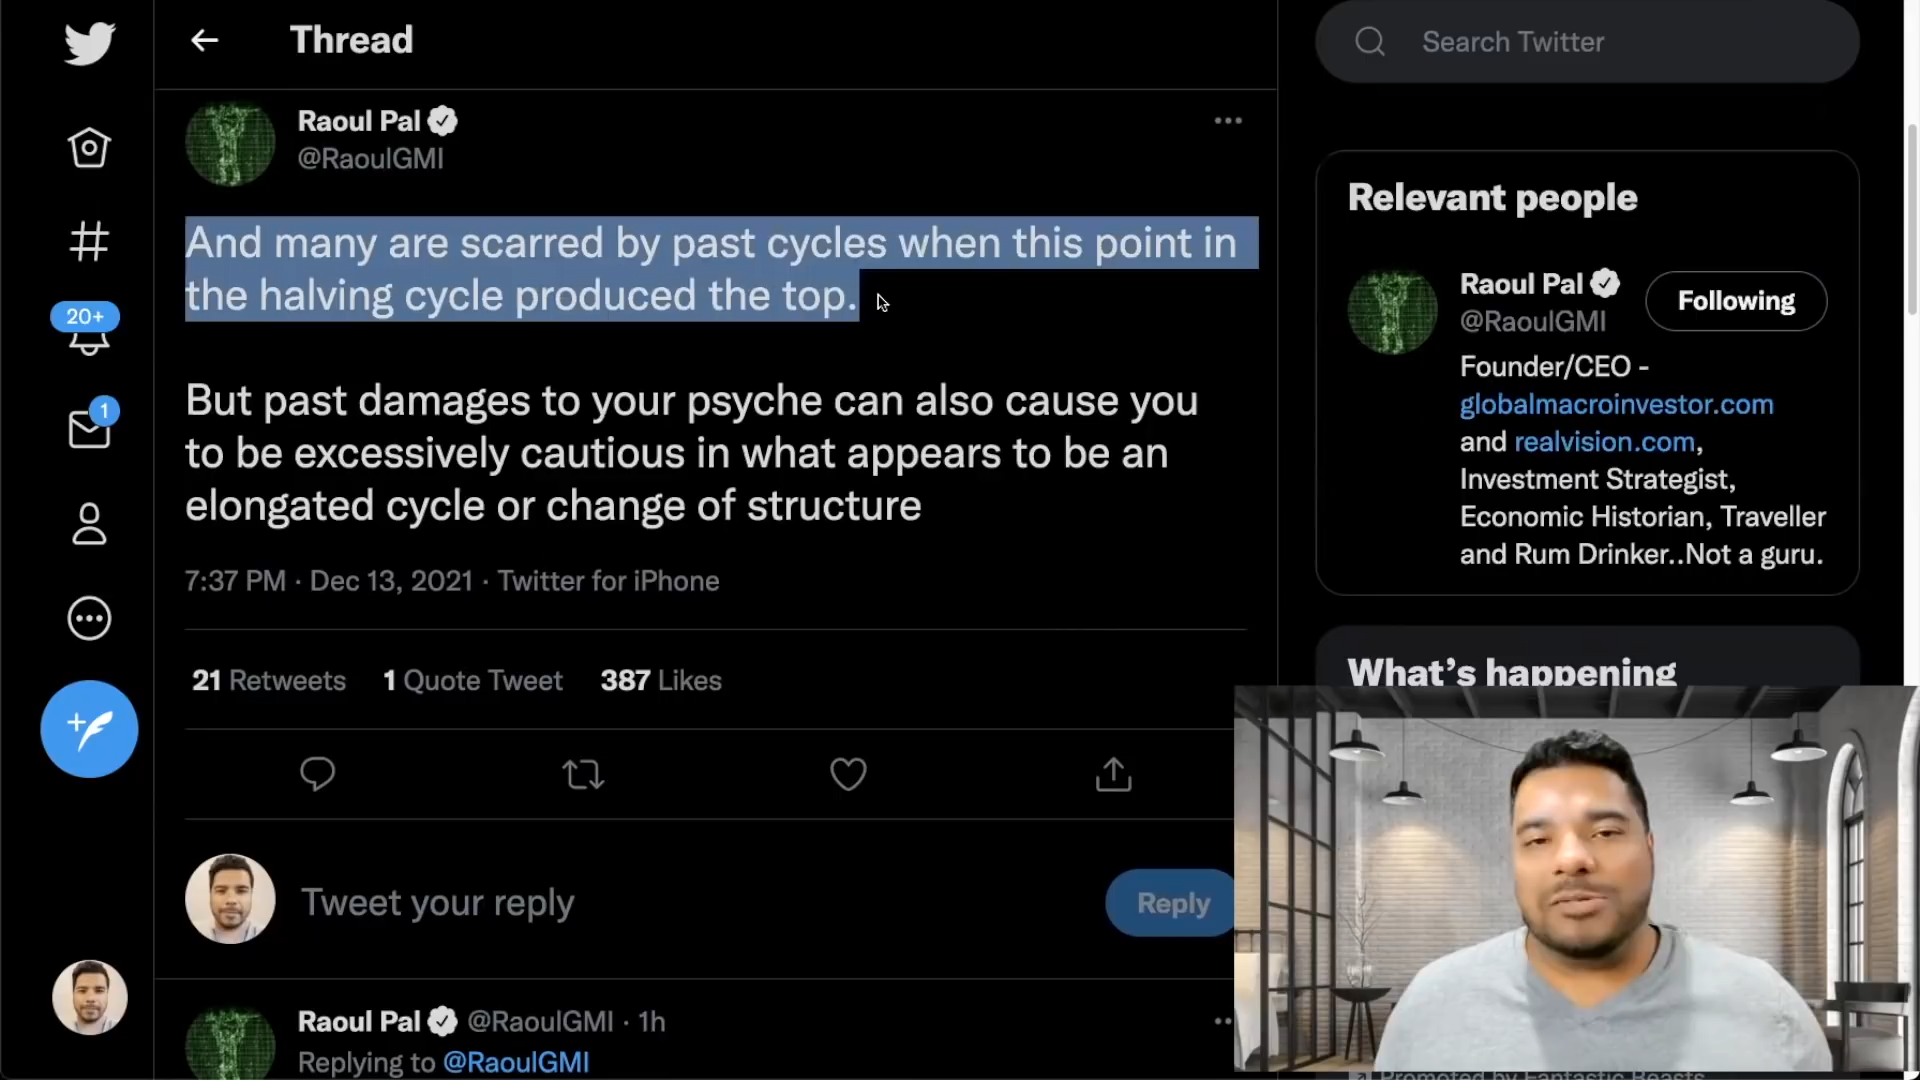 Thread
Search Twitter
Raoul Pal
@RaoulGMI
And many are scarred by past cycles when this point in
the halving cycle produced the top.
But past damages to your psyche can also cause you
to be excessively cautious in what appears to be an
elongated cycle or change of structure
7:37 PM · Dec 13, 2021 · Twitter for iPhone
21 Retweets 1 Quote Tweet 387 Likes
Tweet your reply
Reply
Raoul Pal @RaoulGMI · 1h
Replying to @RaoulGMI
20+
1
Relevant people
Raoul Pal
@RaoulGMI
Following
Founder/CEO -
globalmacroinvestor.com
and realvision.com,
Investment Strategist,
Economic Historian, Traveller
and Rum Drinker..Not a guru.
What's happening
Promoted by Fantastic Beasts